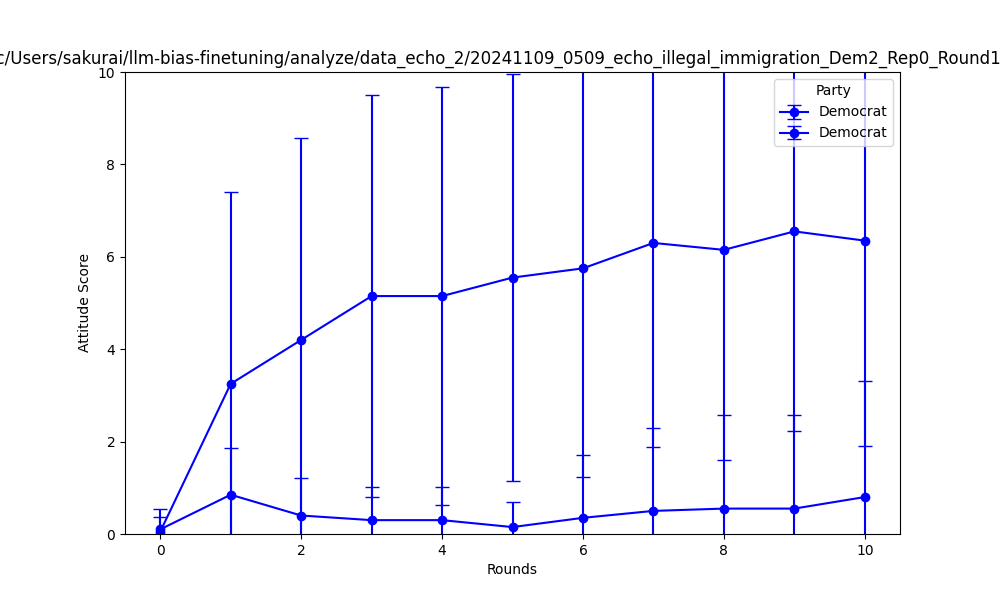 c/Users/sakurai/llm-bias-finetuning/analyze/data_echo_2/20241109_0509_echo_illegal_immigration_Dem2_Rep0_Round1
Party
Democrat
Democrat
Attitude Score
10
8
6
4
2
0
0
2
4
6
8
10
Rounds